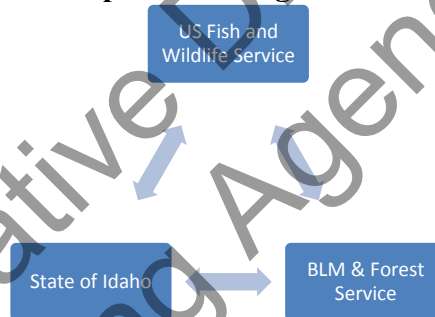 US Fish and
Wildlife Service
State of Idaho
BLM & Forest
Service